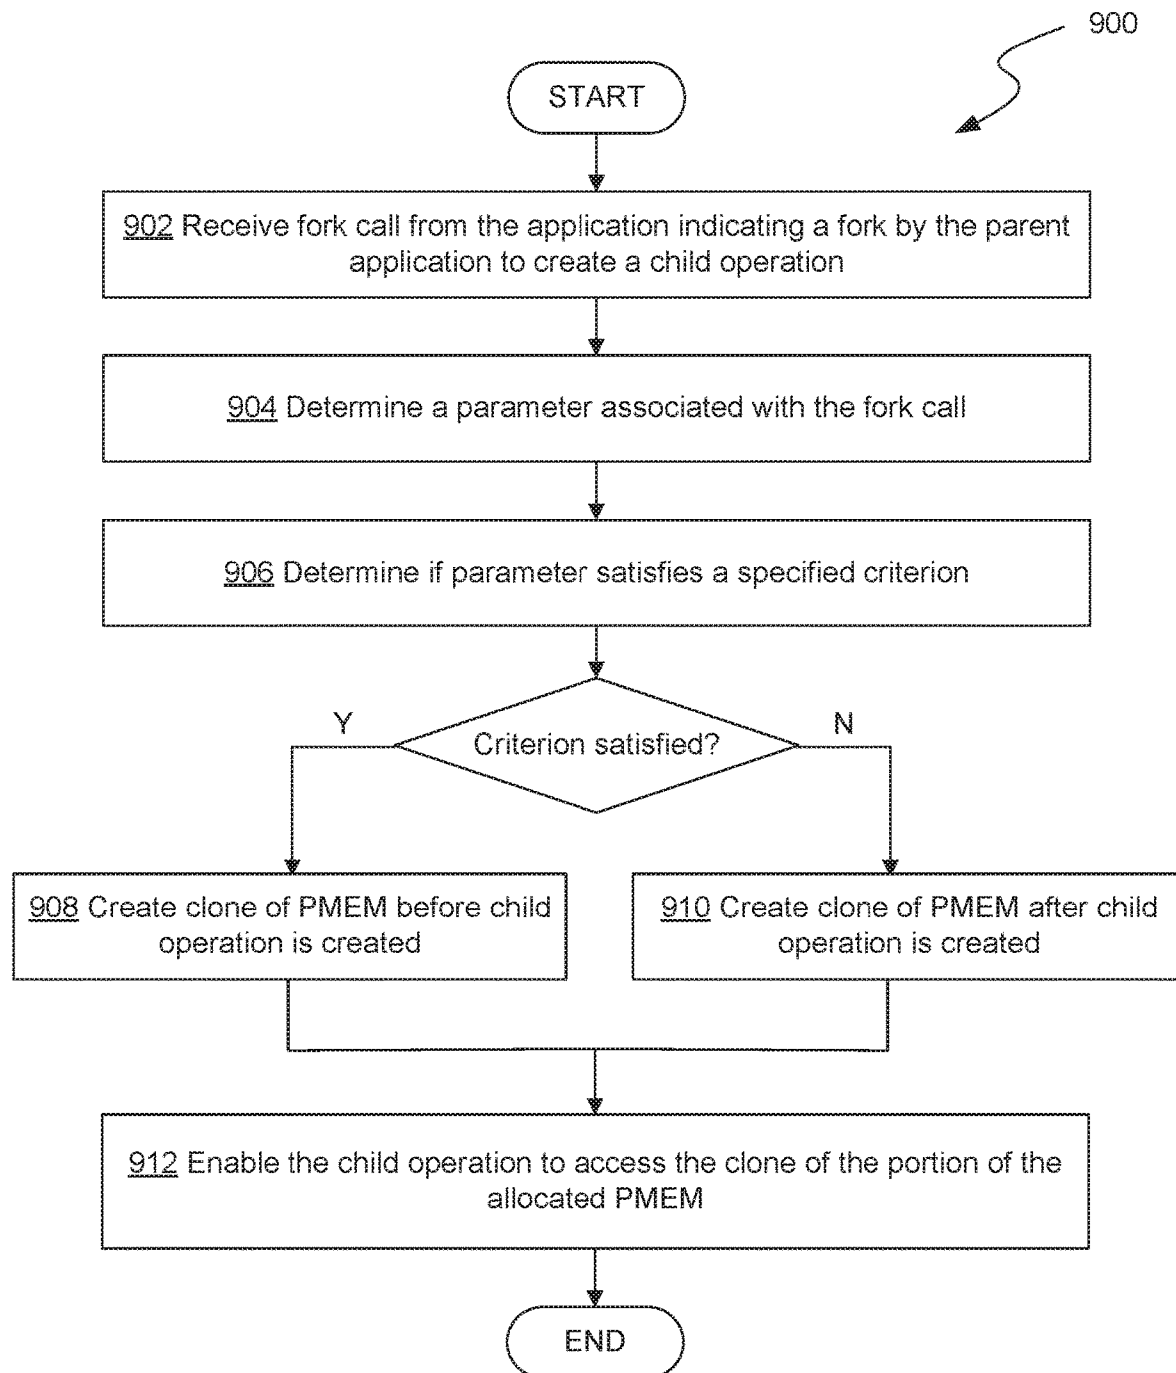 900
START
902 Receive fork call from the application indicating a fork by the parent
application to create a child operation
904 Determine a parameter associated with the fork call
906 Determine if parameter satisfies a specified criterion
Y
N
Criterion satisfied?
908 Create clone of PMEM before child
operation is created
910 Create clone of PMEM after child
operation is created
912 Enable the child operation to access the clone of the portion of the
allocated PMEM
END